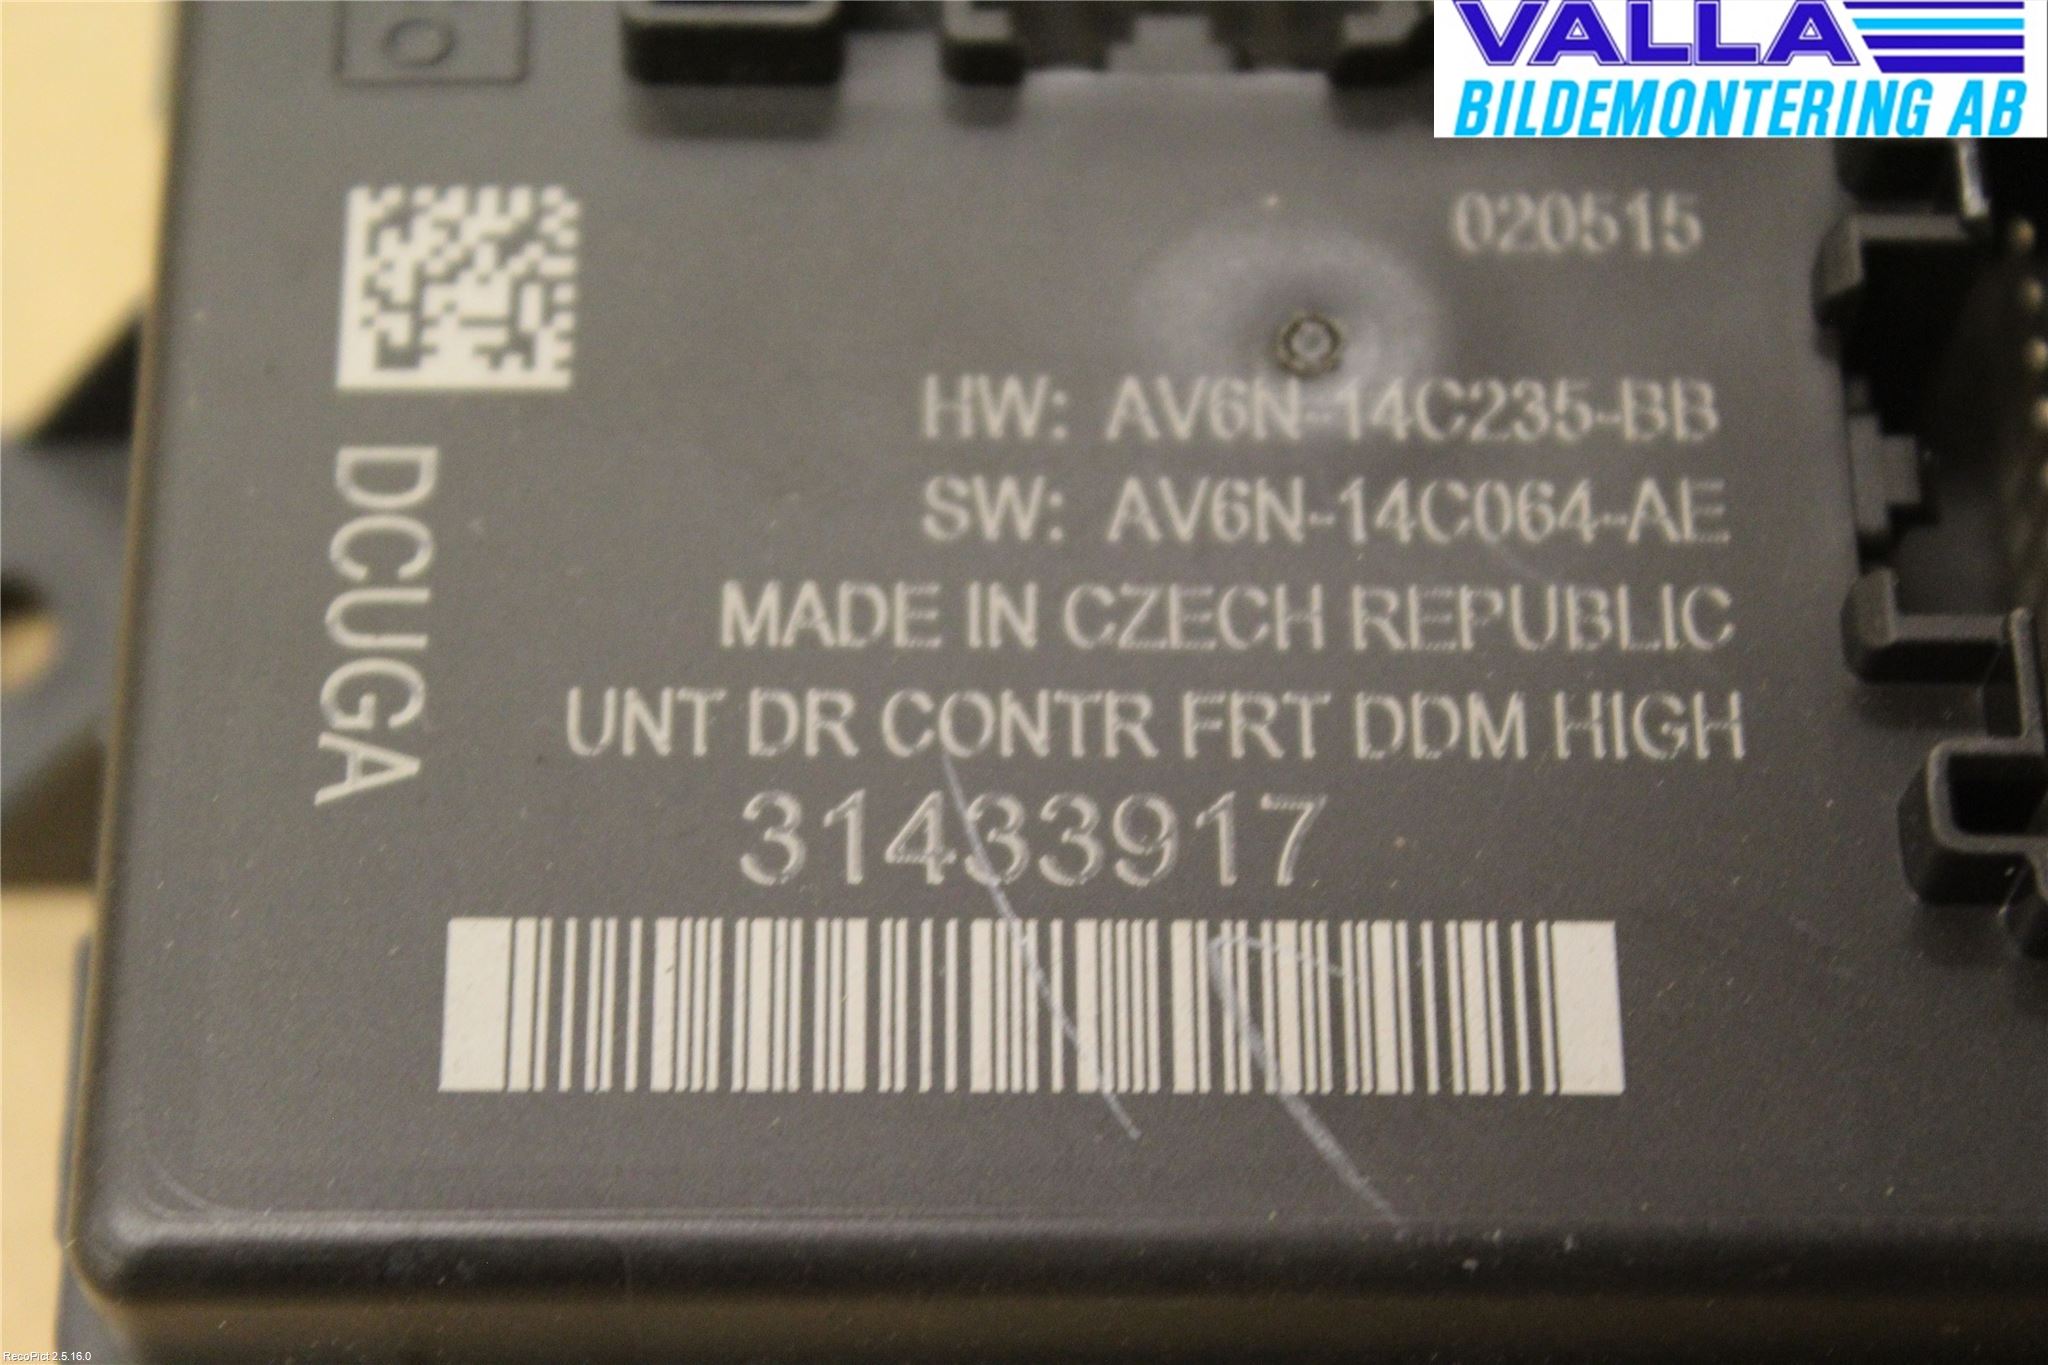 VALLA
BILDEMONTERING AB
020515
HW: AV6N-14C235-BB
SW: AV6N-14C064-AE
MADE IN CZECH REPUBLIC
UNT DR CONTR FRT DDM HIGH
31433917
DCUGA
RecoPict 2.5.16.0